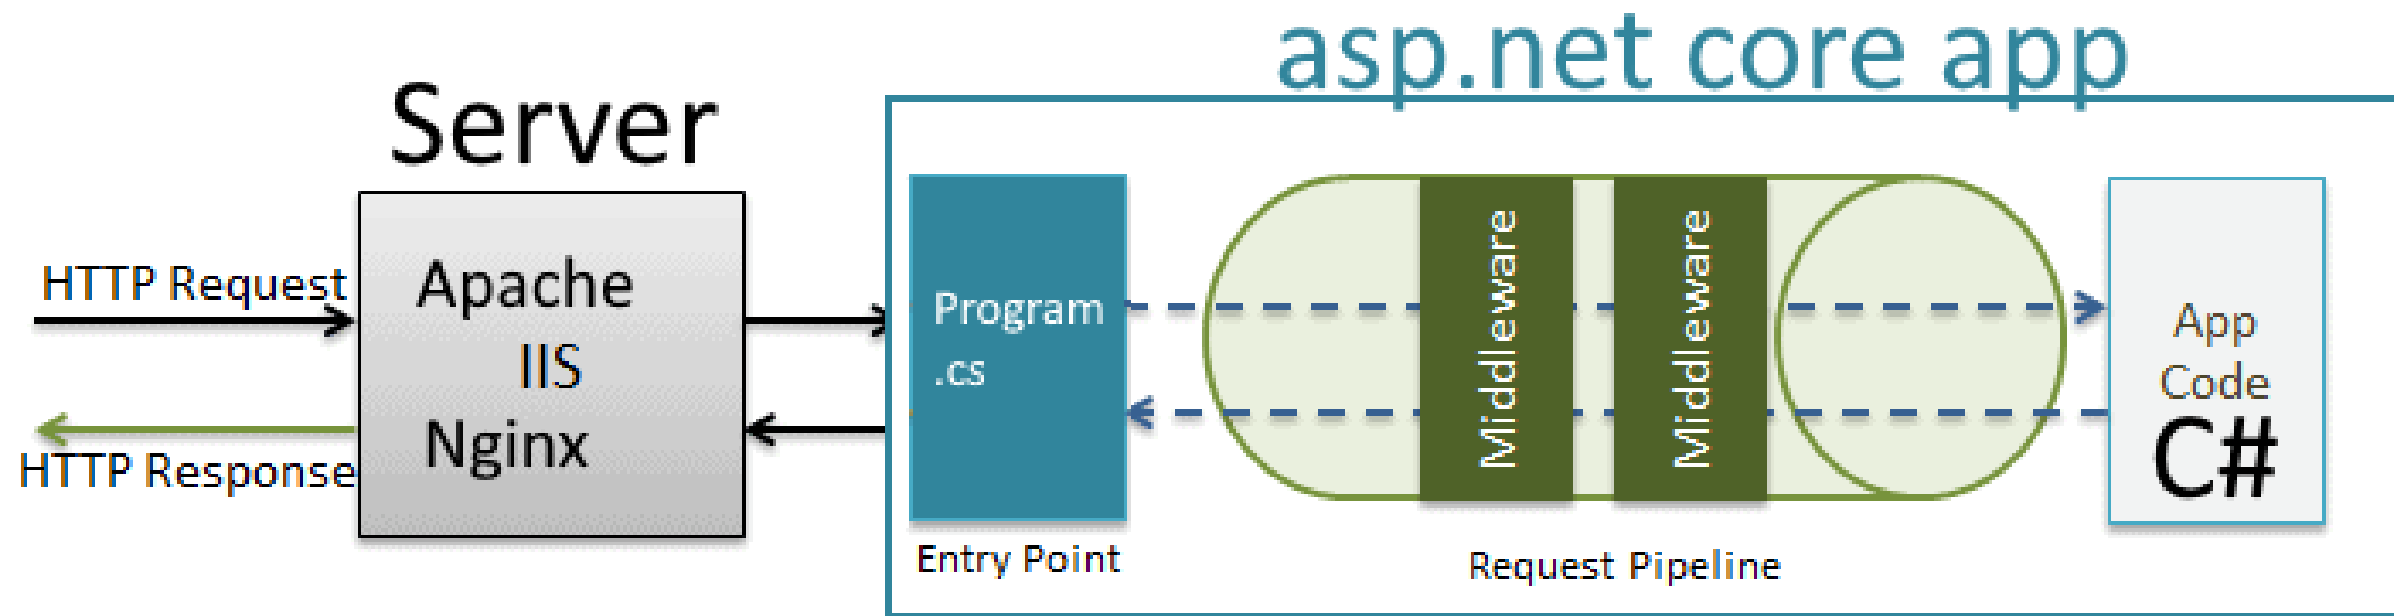 asp.net core app
Server
HTTP Request
HTTP Response
Apache
IIS
Nginx
Program
.cs
Entry Point
Middleware
Middleware
Request Pipeline
App
Code
C#